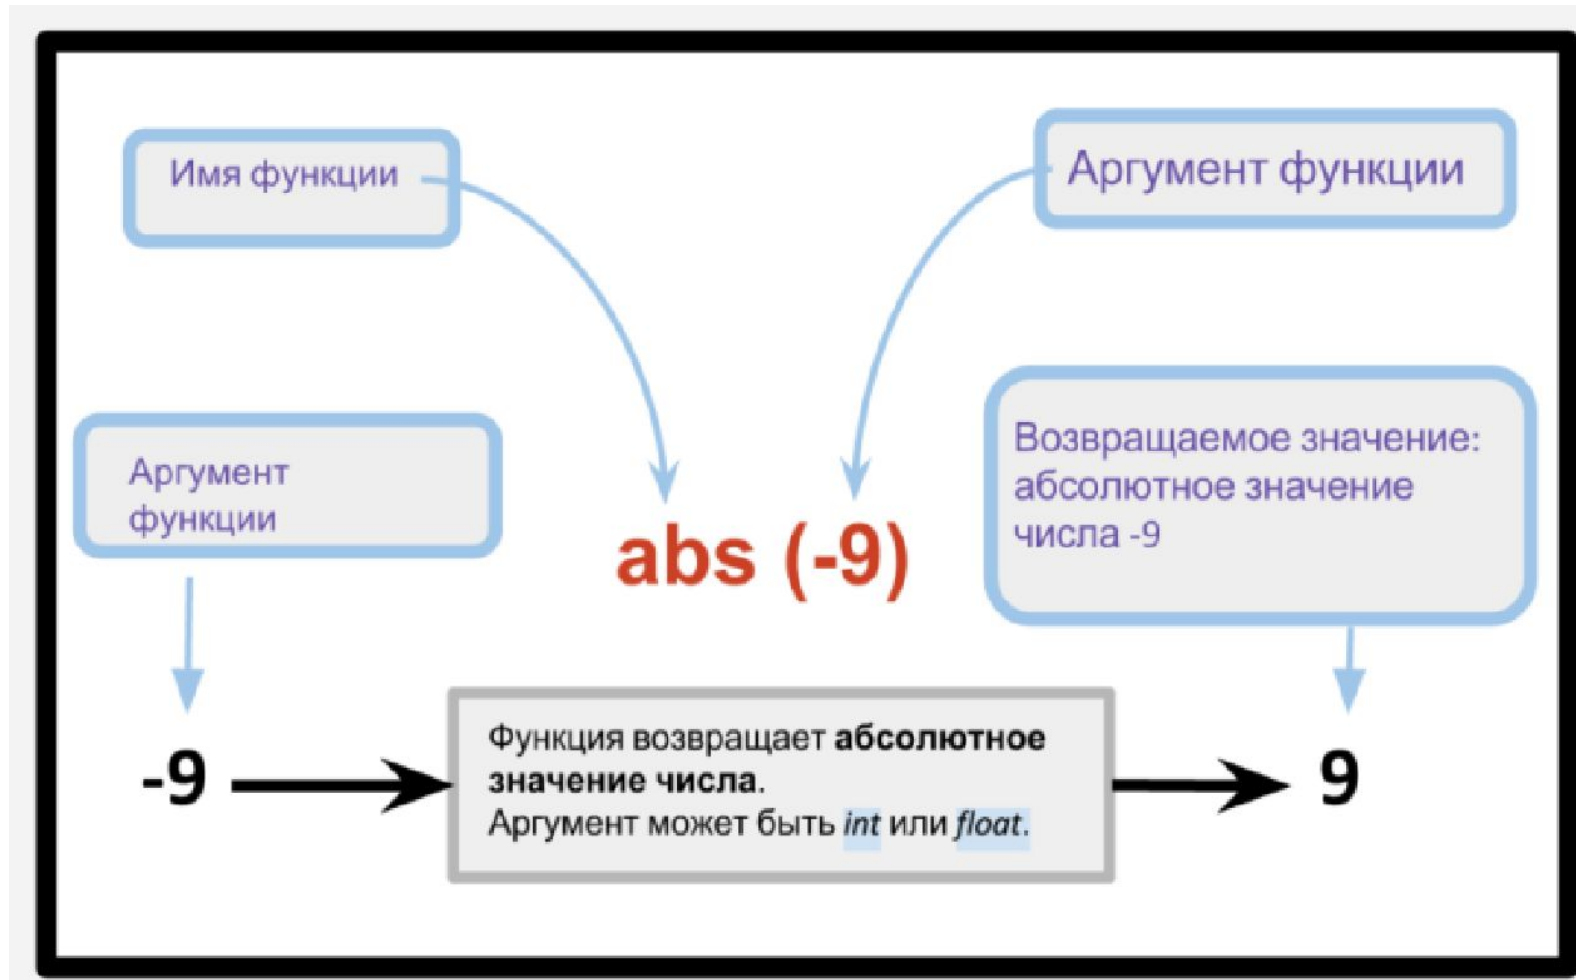 Имя функции
Аргумент функции
Аргумент
функции
abs (-9)
Возвращаемое значение:
абсолютное значение
числа -9
-9
Функция возвращает абсолютное
значение числа.
Аргумент может быть int или float.
9